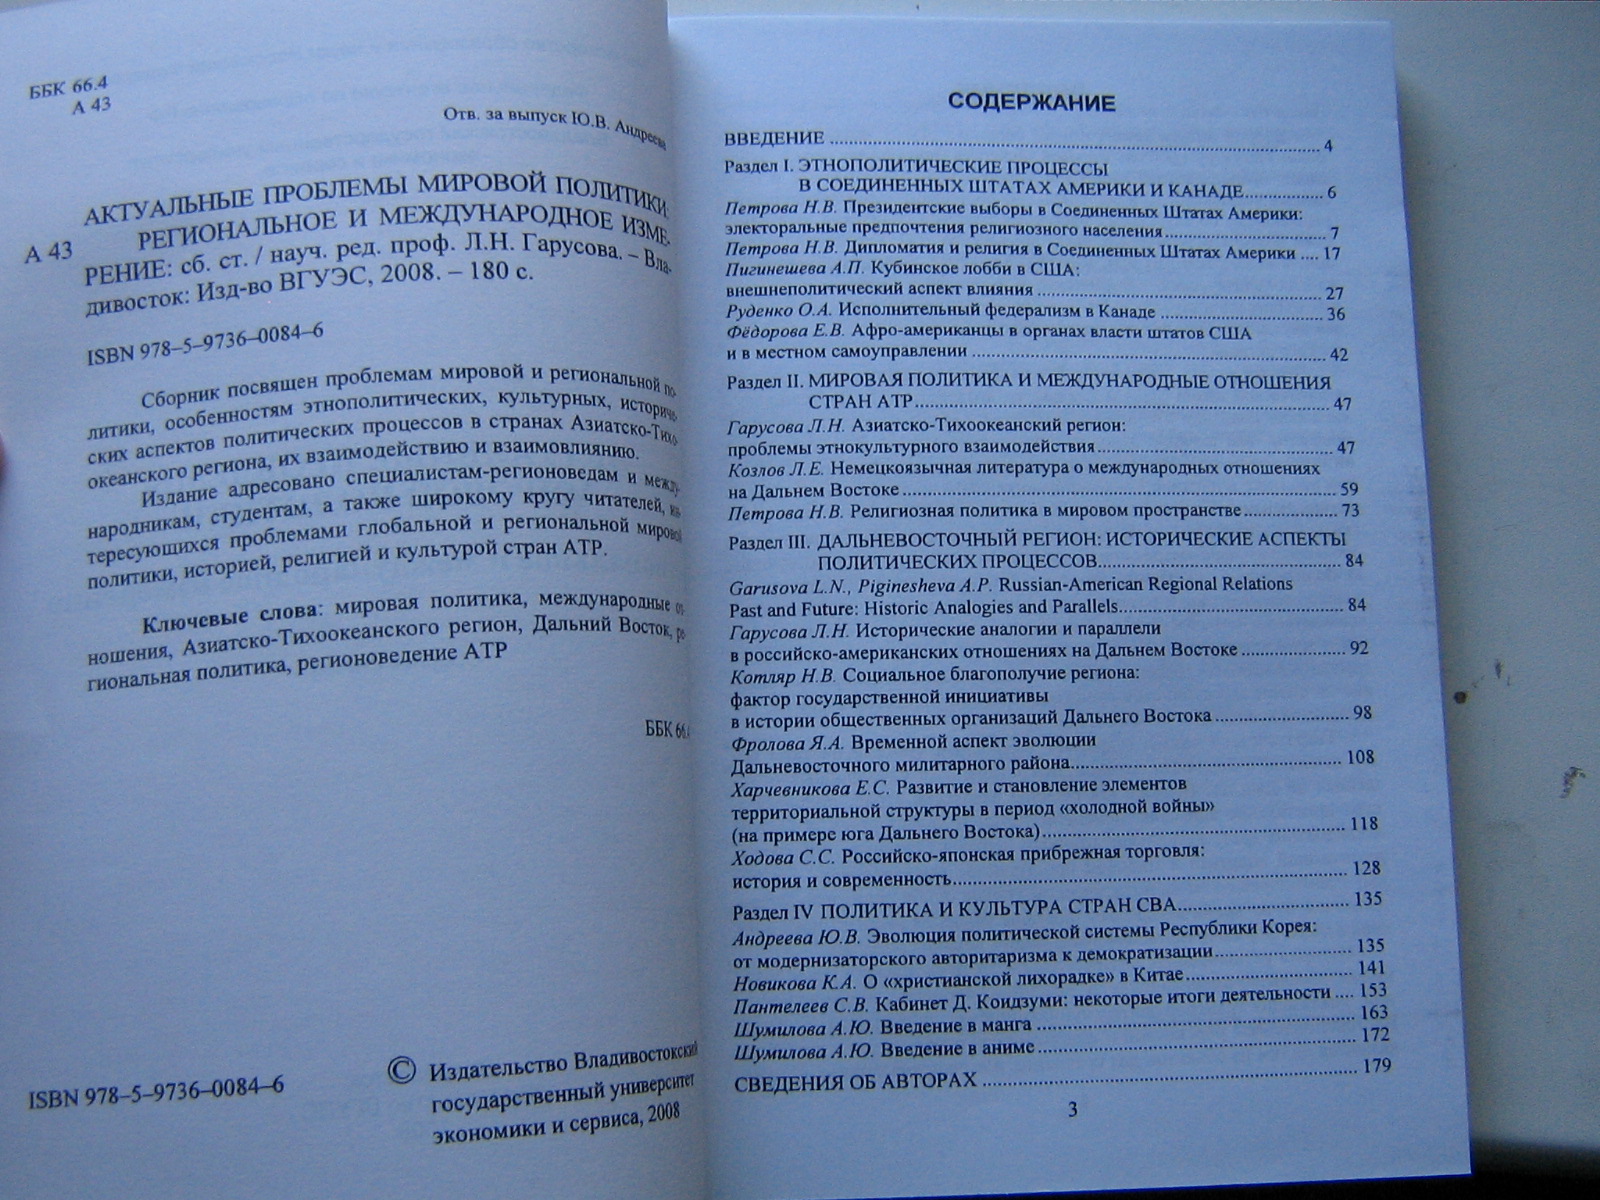 ББК 66.4
А 43
Отв. за выпуск Ю.В. Андреева
АКТУАЛЬНЫЕ ПРОБЛЕМЫ МИРОВОЙ ПОЛИТИКИ:
РЕГИОНАЛЬНОЕ И МЕЖДУНАРОДНОЕ ИЗМЕ-
А 43
РЕНИЕ: сб. ст. / науч. ред. проф. Л.Н. Гарусова. – Вла-
дивосток: Изд-во ВГУЭС, 2008. – 180 с.
ISBN 978–5–9736–0084–6
Сборник посвящен проблемам мировой и региональной по-
литики, особенностям этнополитических, культурных, историче-
ских аспектов политических процессов в странах Азиатско-Тихо-
океанского региона, их взаимодействию и взаимовлиянию.
Издание адресовано специалистам-регионоведам и между-
народникам, студентам, а также широкому кругу читателей, ин-
тересующихся проблемами глобальной и региональной мировой
политики, историей, религией и культурой стран АТР.
Ключевые слова: мировая политика, международные от-
ношения, Азиатско-Тихоокеанского регион, Дальний Восток, ре-
гиональная политика, регионоведение АТР
ББК 66.4
ISBN 978–5–9736–0084–6
© Издательство Владивостокский
государственный университет
экономики и сервиса, 2008
СОДЕРЖАНИЕ
ВВЕДЕНИЕ ..... 4
Раздел I. ЭТНОПОЛИТИЧЕСКИЕ ПРОЦЕССЫ
В СОЕДИНЕННЫХ ШТАТАХ АМЕРИКИ И КАНАДЕ..... 6
Петрова Н.В. Президентские выборы в Соединенных Штатах Америки:
электоральные предпочтения религиозного населения..... 7
Петрова Н.В. Дипломатия и религия в Соединенных Штатах Америки .... 17
Пигинешева А.П. Кубинское лобби в США:
внешнеполитический аспект влияния ..... 27
Руденко О.А. Исполнительный федерализм в Канаде ..... 36
Фёдорова Е.В. Афро-американцы в органах власти штатов США
и в местном самоуправлении ..... 42
Раздел II. МИРОВАЯ ПОЛИТИКА И МЕЖДУНАРОДНЫЕ ОТНОШЕНИЯ
СТРАН АТР..... 47
Гарусова Л.Н. Азиатско-Тихоокеанский регион:
проблемы этнокультурного взаимодействия..... 47
Козлов Л.Е. Немецкоязычная литература о международных отношениях
на Дальнем Востоке..... 59
Петрова Н.В. Религиозная политика в мировом пространстве..... 73
Раздел III. ДАЛЬНЕВОСТОЧНЫЙ РЕГИОН: ИСТОРИЧЕСКИЕ АСПЕКТЫ
ПОЛИТИЧЕСКИХ ПРОЦЕССОВ..... 84
Garusova L.N., Piginesheva A.P. Russian-American Regional Relations
Past and Future: Historic Analogies and Parallels..... 84
Гарусова Л.Н. Исторические аналогии и параллели
в российско-американских отношениях на Дальнем Востоке ..... 92
Котляр Н.В. Социальное благополучие региона:
фактор государственной инициативы
в истории общественных организаций Дальнего Востока ..... 98
Фролова Я.А. Временной аспект эволюции
Дальневосточного милитарного района..... 108
Харчевникова Е.С. Развитие и становление элементов
территориальной структуры в период «холодной войны»
(на примере юга Дальнего Востока)..... 118
Ходова С.С. Российско-японская прибрежная торговля:
история и современность..... 128
Раздел IV ПОЛИТИКА И КУЛЬТУРА СТРАН СВА..... 135
Андреева Ю.В. Эволюция политической системы Республики Корея:
от модернизаторского авторитаризма к демократизации..... 135
Новикова К.А. О «христианской лихорадке» в Китае..... 141
Пантелеев С.В. Кабинет Д. Коидзуми: некоторые итоги деятельности .... 153
Шумилова А.Ю. Введение в манга ..... 163
Шумилова А.Ю. Введение в аниме ..... 172
СВЕДЕНИЯ ОБ АВТОРАХ ..... 179
3